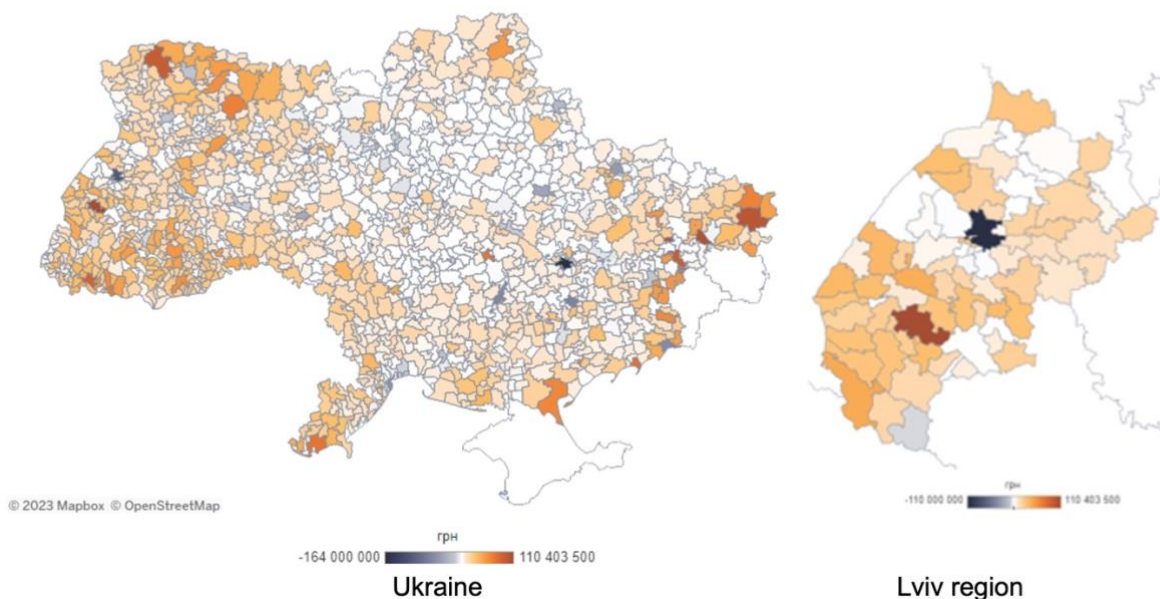 © 2023 Mapbox © OpenStreetMap
грн
-164 000 000 110 403 500
Ukraine
грн
-110 000 000 110 403 500
Lviv region